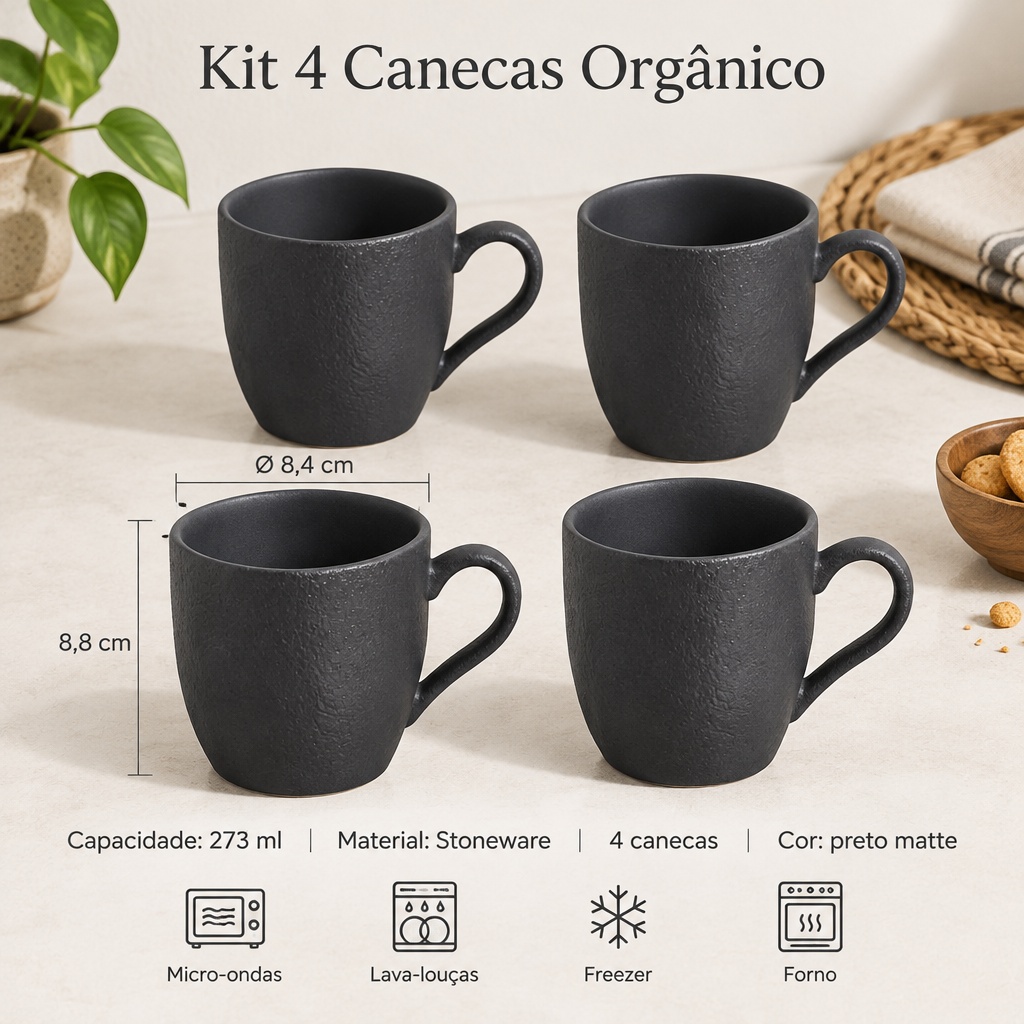 Kit 4 Canecas Orgânico
Ø 8,4 cm
8,8 cm
Capacidade: 273 ml | Material: Stoneware | 4 canecas | Cor: preto matte
Micro-ondas
Lava-louças
Freezer
Forno